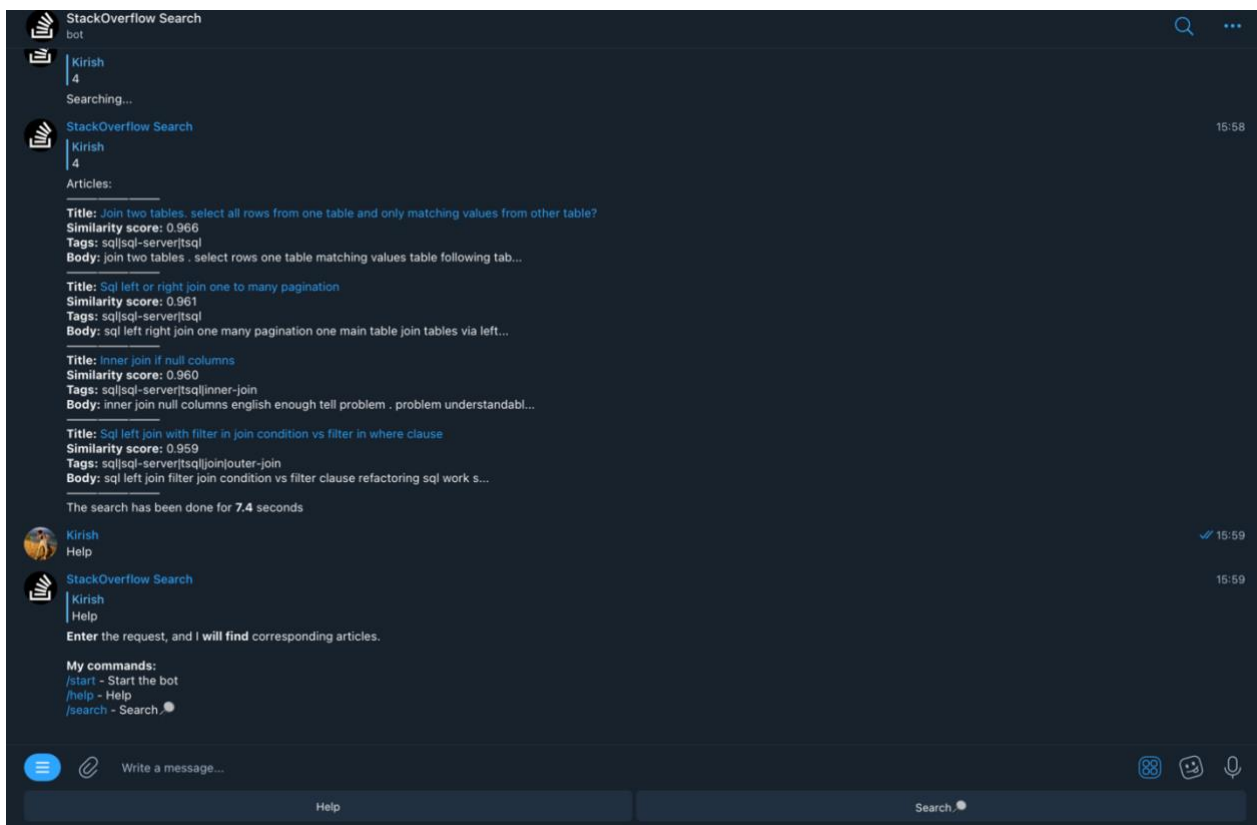 StackOverflow Search
bot
Kirish
4
Searching...
StackOverflow Search
15:58
Kirish
4
Articles:
Title: Join two tables. select all rows from one table and only matching values from other table?
Similarity score: 0.966
Tags: sql|sql-server|tsql
Body: join two tables . select rows one table matching values table following tab...
Title: Sql left or right join one to many pagination
Similarity score: 0.961
Tags: sql|sql-server|tsql
Body: sql left right join one many pagination one main table join tables via left...
Title: Inner join if null columns
Similarity score: 0.960
Tags: sql|sql-server|tsql|inner-join
Body: inner join null columns english enough tell problem . problem understandabl...
Title: Sql left join with filter in join condition vs filter in where clause
Similarity score: 0.959
Tags: sql|sql-server|tsql|join|outer-join
Body: sql left join filter join condition vs filter clause refactoring sql work s...
The search has been done for 7.4 seconds
Kirish
15:59
Help
StackOverflow Search
15:59
Kirish
Help
Enter the request, and I will find corresponding articles.
My commands:
/start - Start the bot
/help - Help
/search - Search
Write a message...
Help
Search